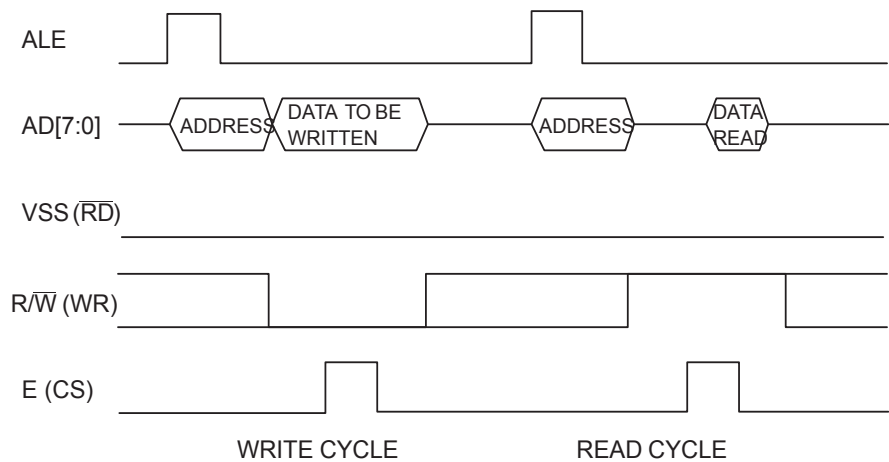 ALE
AD[7:0]
ADDRESS
DATA TO BE
WRITTEN
ADDRESS
DATA
READ
VSS (R̅D̅)
R/W̅ (WR)
E (CS)
WRITE CYCLE
READ CYCLE